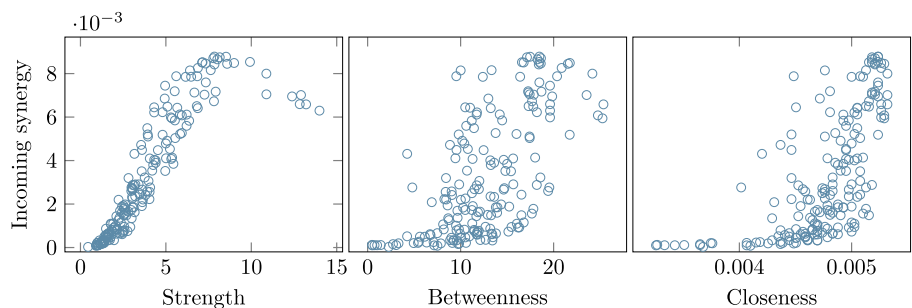 ·10⁻³
8
6
4
2
0
Incoming synergy
0 5 10 15
0 10 20
0.004 0.005
Strength
Betweenness
Closeness